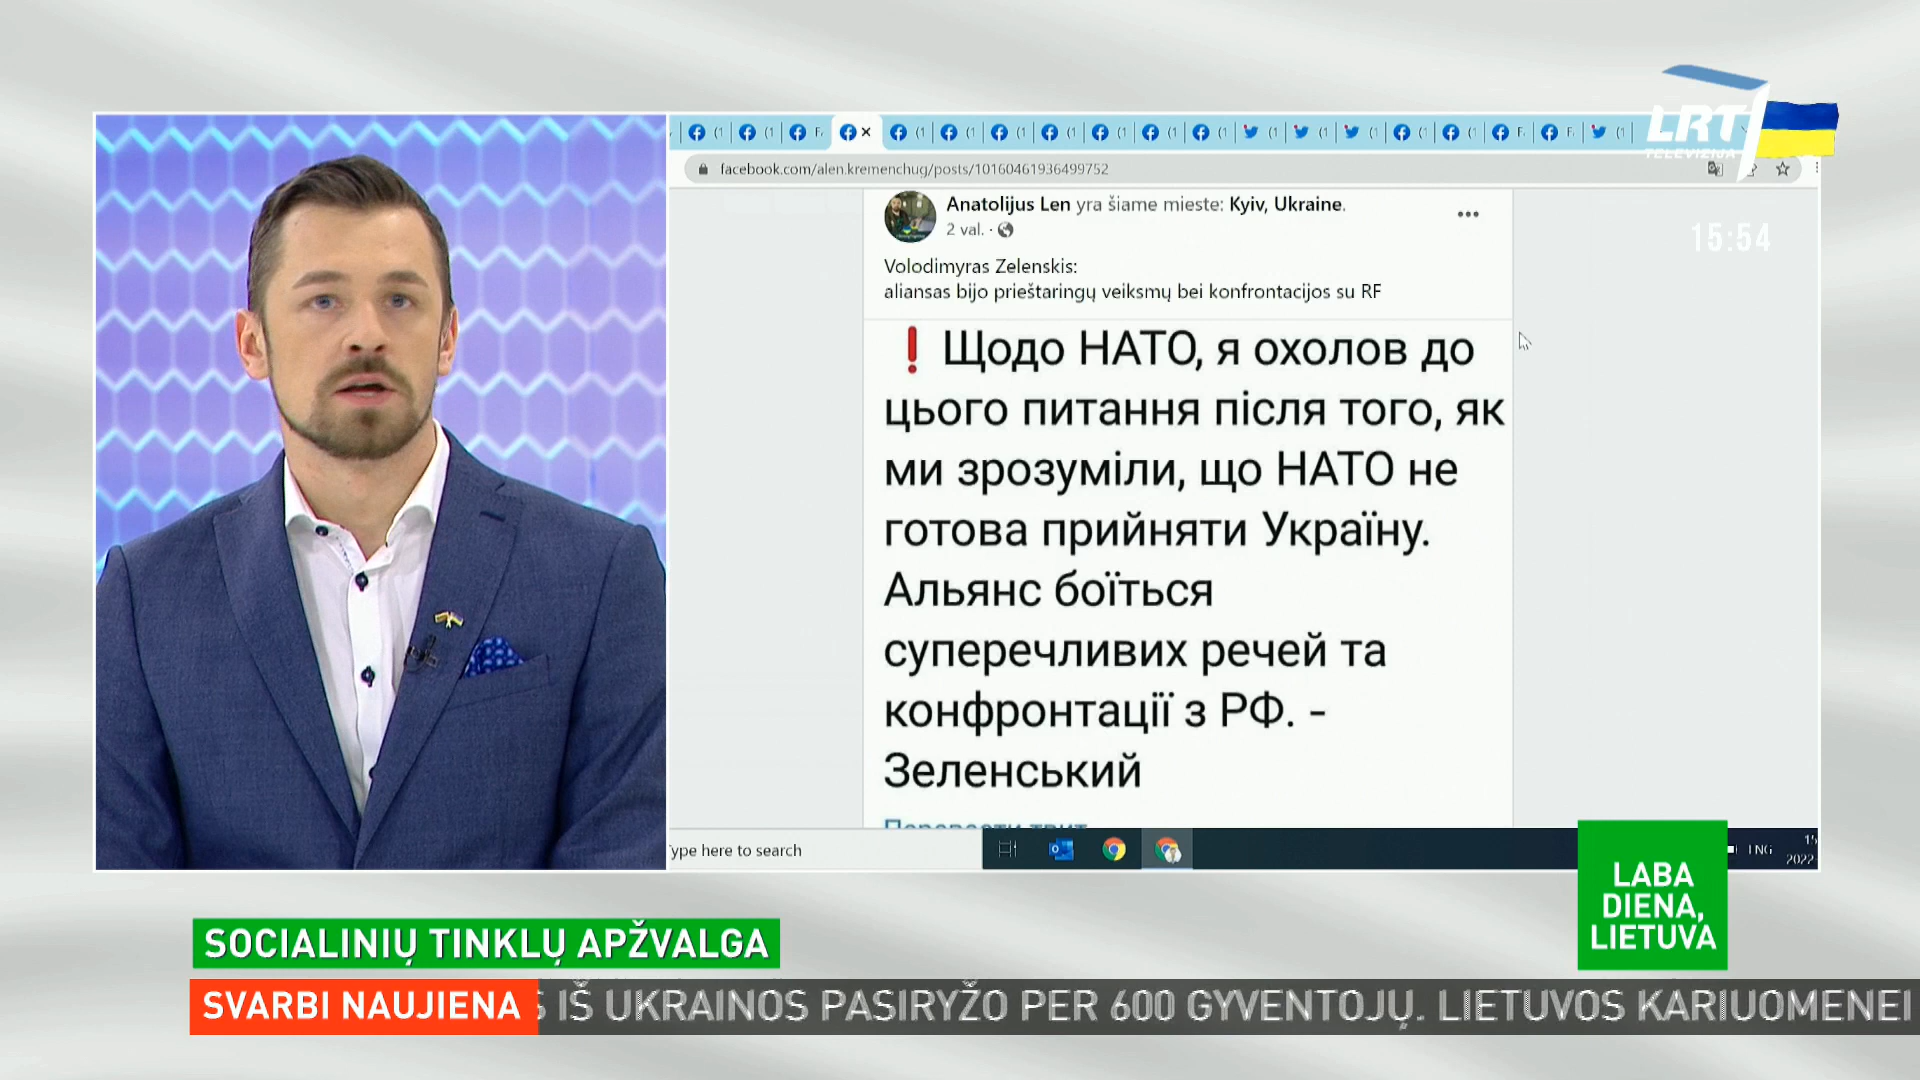 LRT
TELEVIZIJA
facebook.com/alen.kremenchug/posts/10160461936499752
Anatolijus Len yra šiame mieste: Kyiv, Ukraine.
2 val. ·
15:54
Volodimyras Zelenskis:
aliansas bijo prieštaringų veiksmų bei konfrontacijos su RF
❗Щодо НАТО, я охолов до
цього питання після того, як
ми зрозуміли, що НАТО не
готова прийняти Україну.
Альянс боїться
суперечливих речей та
конфронтації з РФ. -
Зеленський
Перевести твит
Type here to search
ENG
2022
LABA
DIENA,
LIETUVA
SOCIALINIŲ TINKLŲ APŽVALGA
SVARBI NAUJIENA
S IŠ UKRAINOS PASIRYŽO PER 600 GYVENTOJŲ. LIETUVOS KARIUOMENEI